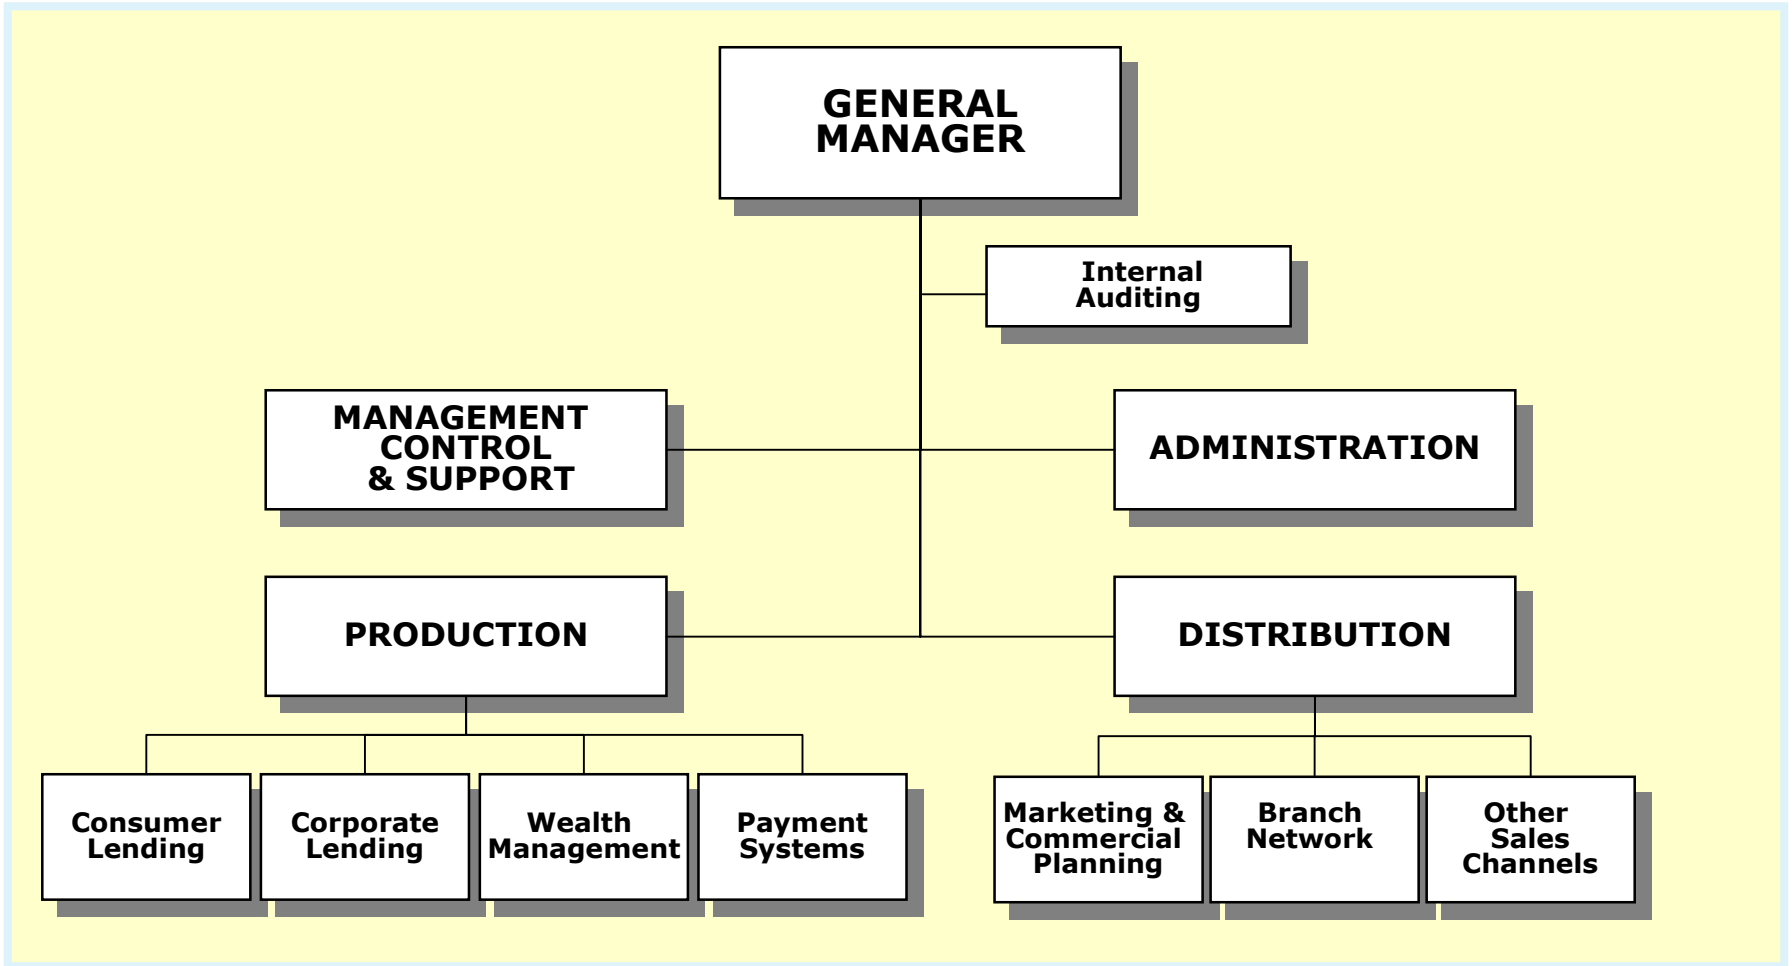 GENERAL
MANAGER
Internal
Auditing
MANAGEMENT
CONTROL
& SUPPORT
ADMINISTRATION
PRODUCTION
DISTRIBUTION
Consumer
Lending
Corporate
Lending
Wealth
Management
Payment
Systems
Marketing &
Commercial
Planning
Branch
Network
Other
Sales
Channels